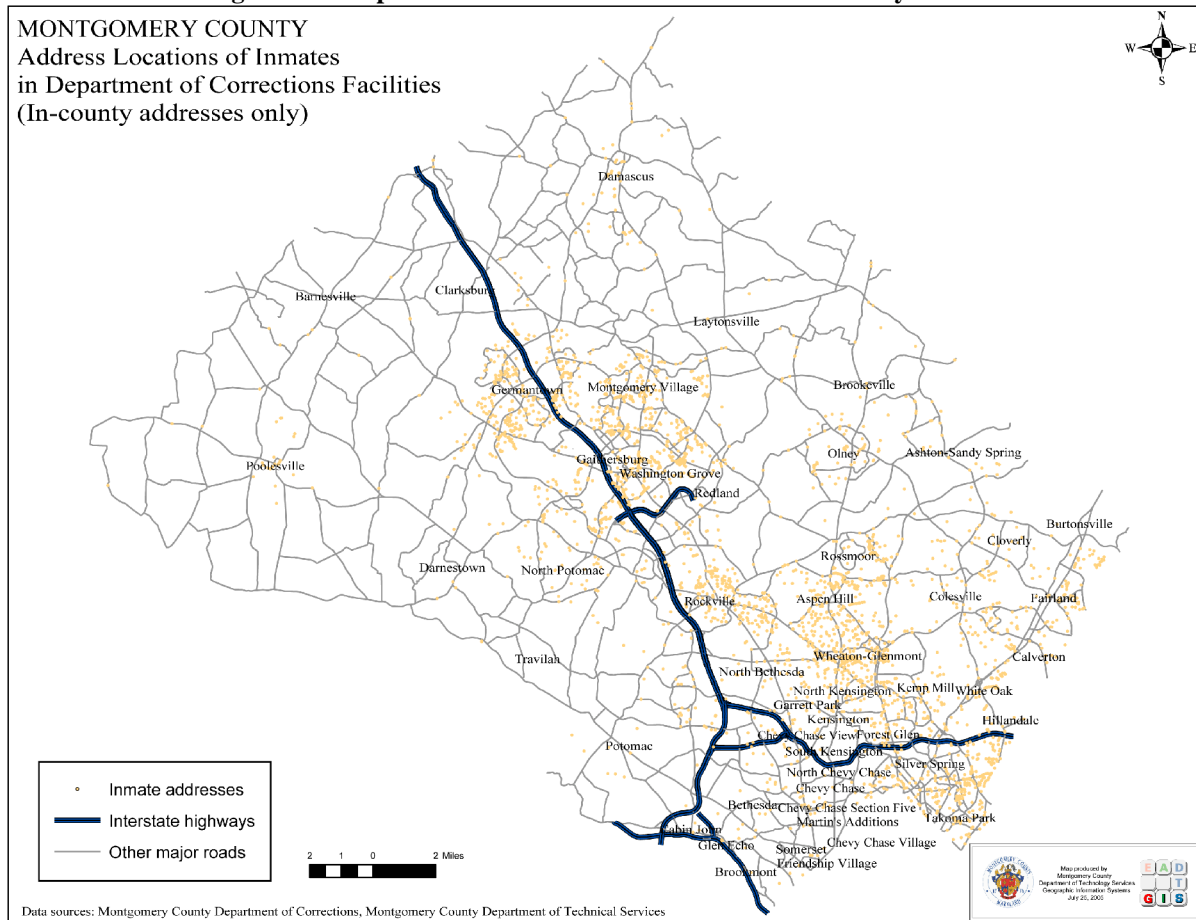 MONTGOMERY COUNTY
Address Locations of Inmates
in Department of Corrections Facilities
(In-county addresses only)
N
W E
S
Damascus
Clarksburg
Barnesville
Laytonsville
Germantown
Montgomery Village
Brookeville
Gaithersburg
Olney
Ashton-Sandy Spring
Poolesville
Washington Grove
Redland
Burtonsville
Cloverly
Rossmoor
Darnestown
North Potomac
Rockville
Aspen Hill
Colesville
Fairland
Travilah
Wheaton-Glenmont
Calverton
North Bethesda
North Kensington
Kemp Mill
White Oak
Garrett Park
Kensington
Hillandale
Chevy Chase View
Forest Glen
Potomac
South Kensington
Silver Spring
North Chevy Chase
Chevy Chase
Bethesda
Chevy Chase Section Five
Martin's Additions
Takoma Park
Cabin John
Glen Echo
Somerset
Chevy Chase Village
Friendship Village
Brookmont
Inmate addresses
Interstate highways
Other major roads
2 1 0 2 Miles
Map produced by
Montgomery County
Department of Technology Services
Geographic Information Systems
E A D
T
G I S
Data sources: Montgomery County Department of Corrections, Montgomery County Department of Technical Services